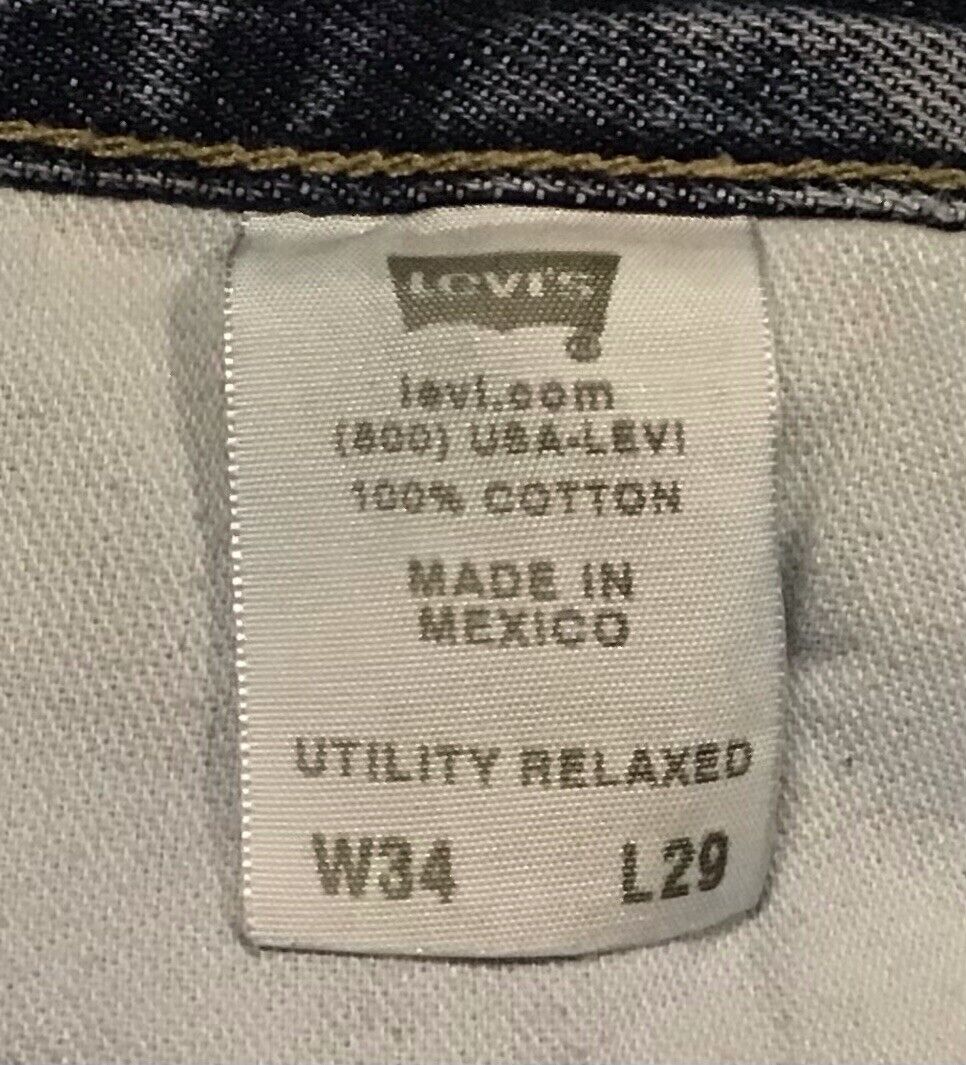 Levi's
®
levi.com
(800) USA-LEVI
100% COTTON
MADE IN
MEXICO
UTILITY RELAXED
W34 L29